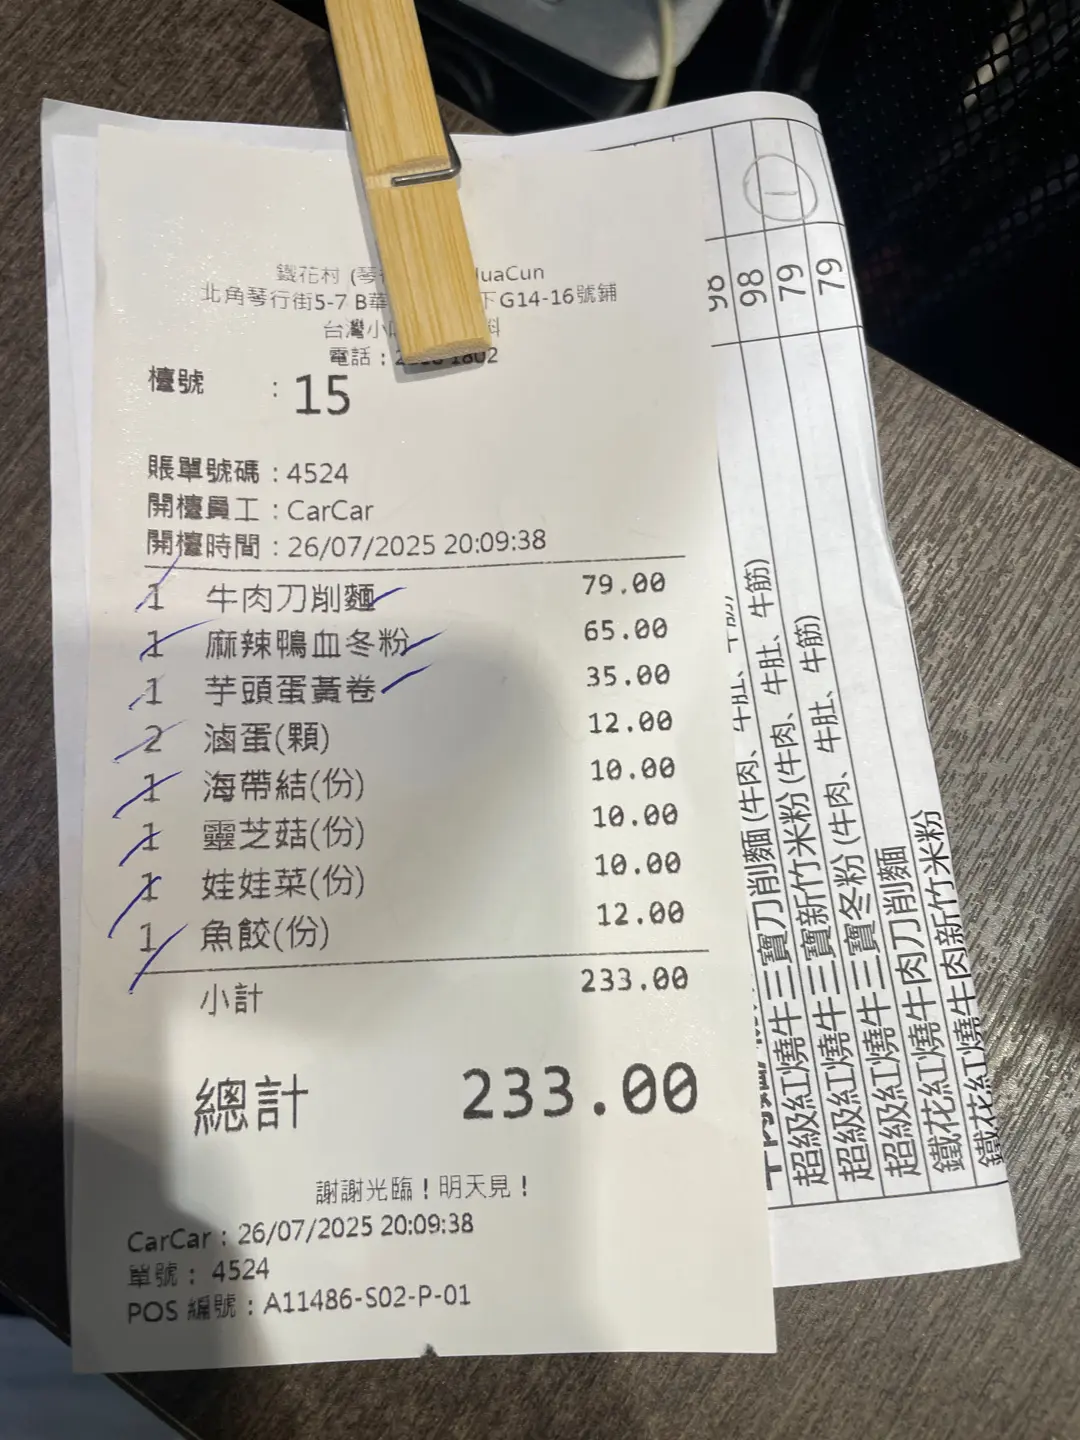 鐵花村 (琴 uaCun
北角琴行街5-7 B華 下G14-16號鋪
台灣小 料
電話 : 1802
檯號 : 15
賬單號碼 : 4524
開檯員工 : CarCar
開檯時間 : 26/07/2025 20:09:38
1 牛肉刀削麵 79.00
1 麻辣鴨血冬粉 65.00
1 芋頭蛋黃卷 35.00
2 滷蛋(顆) 12.00
1 海帶結(份) 10.00
1 靈芝菇(份) 10.00
1 娃娃菜(份) 10.00
1 魚餃(份) 12.00
小計 233.00
總計 233.00
謝謝光臨 ! 明天見 !
CarCar : 26/07/2025 20:09:38
單號 : 4524
POS 編號 : A11486-S02-P-01
超級紅燒牛三寶刀削麵 (牛肉、牛肚、牛筋) 98
超級紅燒牛三寶新竹米粉 (牛肉、牛肚、牛筋) 98
超級紅燒牛三寶冬粉 (牛肉、牛肚、牛筋)
鐵花紅燒牛肉刀削麵 79 1
鐵花紅燒牛肉新竹米粉 79